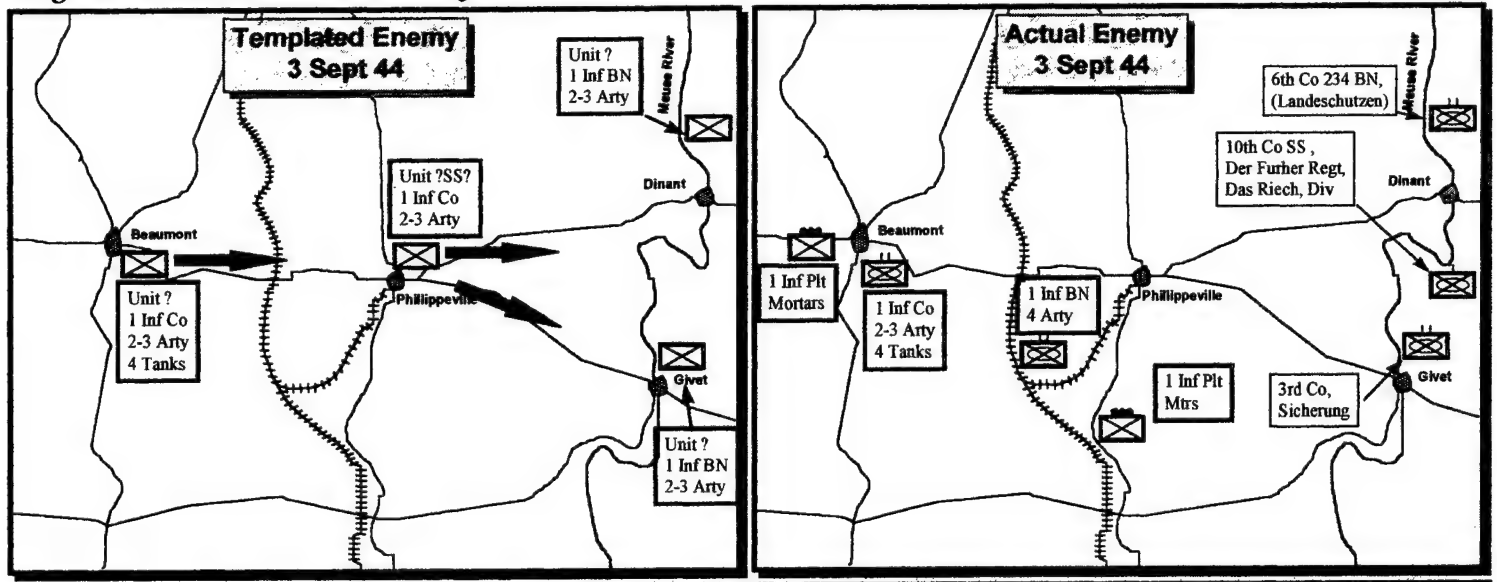 Templated Enemy
3 Sept 44
Unit ?
1 Inf BN
2-3 Arty
Meuse River
Unit ?SS?
1 Inf Co
2-3 Arty
Dinant
Beaumont
Unit ?
1 Inf Co
2-3 Arty
4 Tanks
Phillippeville
Givet
Unit ?
1 Inf BN
2-3 Arty
Actual Enemy
3 Sept 44
Meuse River
6th Co 234 BN,
(Landeschutzen)
10th Co SS ,
Der Furher Regt,
Das Riech, Div
Dinant
Beaumont
1 Inf Plt
Mortars
1 Inf Co
2-3 Arty
4 Tanks
1 Inf BN
4 Arty
Phillippeville
1 Inf Plt
Mtrs
3rd Co,
Sicherung
Givet